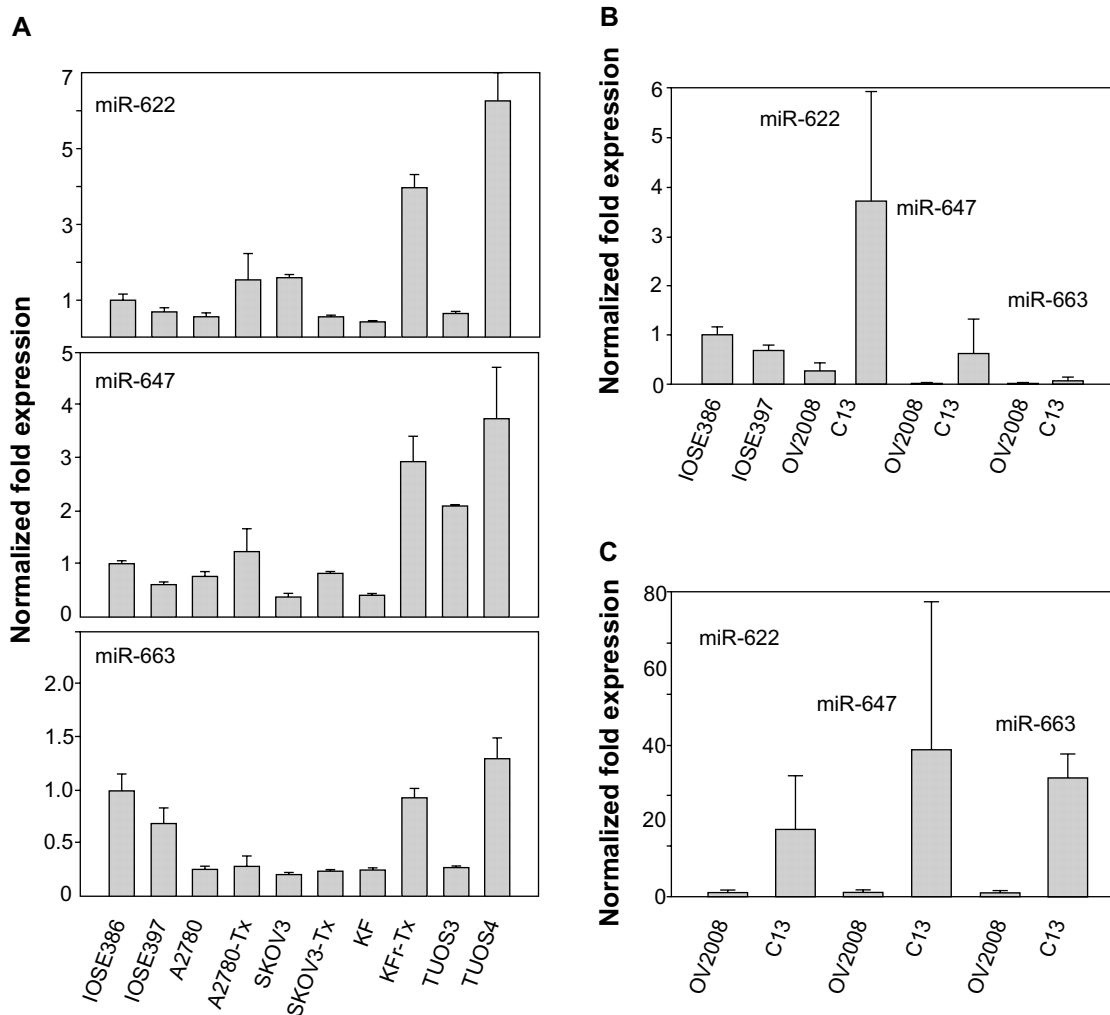 A
Normalized fold expression
7
5
3
1
miR-622
5
4
3
2
1
0
miR-647
2.0
1.5
1.0
0.5
0
miR-663
IOSE386
IOSE397
A2780
A2780-Tx
SKOV3
SKOV3-Tx
KF
KFr-Tx
TUOS3
TUOS4
B
Normalized fold expression
6
5
4
3
2
1
0
miR-622
miR-647
miR-663
IOSE386
IOSE397
OV2008
C13
OV2008
C13
OV2008
C13
C
Normalized fold expression
80
60
40
20
0
miR-622
miR-647
miR-663
OV2008
C13
OV2008
C13
OV2008
C13